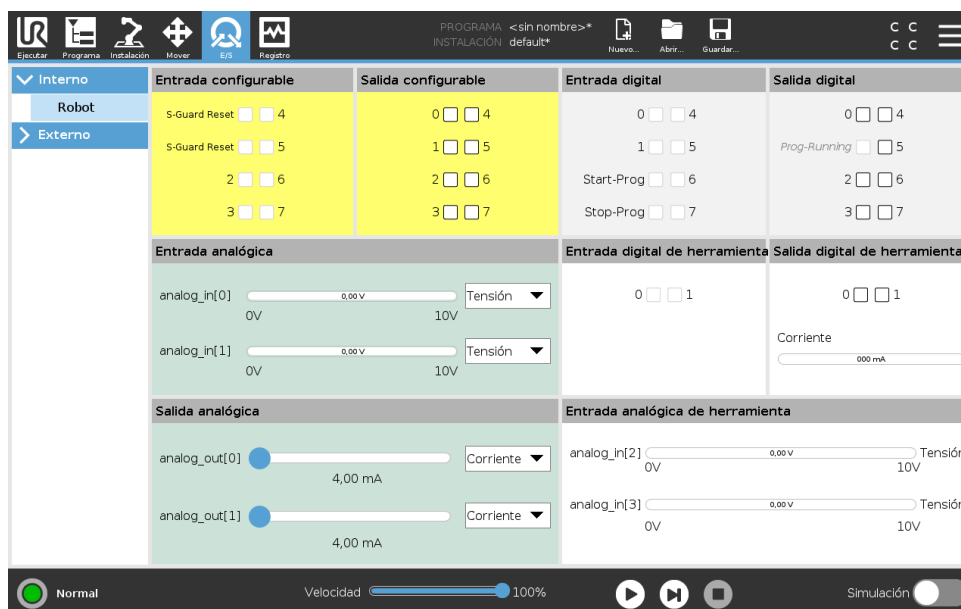 PROGRAMA <sin nombre>*
INSTALACIÓN default*
Ejecutar Programa Instalación Mover E/S Registro
Nuevo... Abrir... Guardar...
C C
C C
Interno
Robot
Externo
Entrada configurable
S-Guard Reset 4
S-Guard Reset 5
2 6
3 7
Salida configurable
0 4
1 5
2 6
3 7
Entrada digital
0 4
1 5
Start-Prog 6
Stop-Prog 7
Salida digital
0 4
Prog-Running 5
2 6
3 7
Entrada analógica
analog_in[0] 0,00 V Tensión
0V 10V
analog_in[1] 0,00 V Tensión
0V 10V
Entrada digital de herramienta
0 1
Salida digital de herramienta
0 1
Corriente
000 mA
Salida analógica
analog_out[0] Corriente
4,00 mA
analog_out[1] Corriente
4,00 mA
Entrada analógica de herramienta
analog_in[2] 0,00 V Tensión
0V 10V
analog_in[3] 0,00 V Tensión
0V 10V
Normal
Velocidad 100%
Simulación